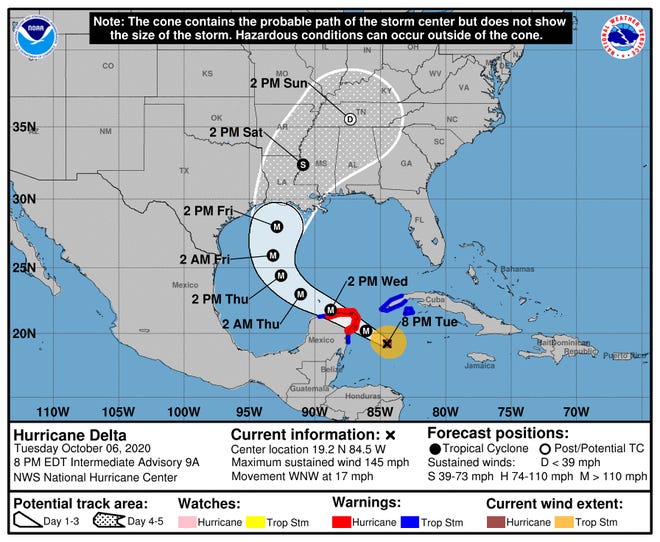 Note: The cone contains the probable path of the storm center but does not show
the size of the storm. Hazardous conditions can occur outside of the cone.
NOAA
NATIONAL WEATHER SERVICE
CO
KS
MO
IL
IN
OH
WV
VA
MD
DE
NJ
KY
2 PM Sun
D
TN
NC
OK
AR
2 PM Sat
S
35N
AZ
NM
TX
MS
AL
GA
SC
LA
30N
2 PM Fri
M
FL
2 AM Fri
M
25N
Mexico
2 PM Thu
M
2 PM Wed
M
Bahamas
Cuba
2 AM Thu
M
M
8 PM Tue
20N
Mexico
Haiti
Dominican
Republic
Puerto Rico
Jamaica
Belize
Guatemala
Honduras
110W
105W
100W
95W
90W
85W
80W
75W
70W
Hurricane Delta
Tuesday October 06, 2020
8 PM EDT Intermediate Advisory 9A
NWS National Hurricane Center
Current information: ×
Center location 19.2 N 84.5 W
Maximum sustained wind 145 mph
Movement WNW at 17 mph
Forecast positions:
Tropical Cyclone Post/Potential TC
Sustained winds: D < 39 mph
S 39-73 mph H 74-110 mph M > 110 mph
Potential track area:
Day 1-3 Day 4-5
Watches:
Hurricane Trop Stm
Warnings:
Hurricane Trop Stm
Current wind extent:
Hurricane Trop Stm